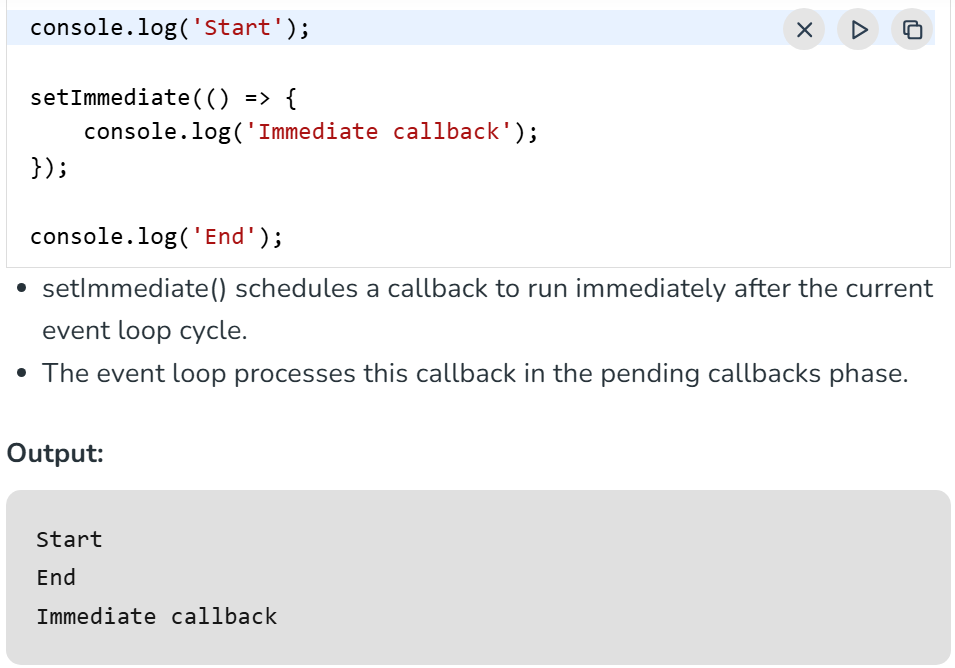 console.log('Start');
setImmediate(() => {
    console.log('Immediate callback');
});
console.log('End');
• setImmediate() schedules a callback to run immediately after the current
event loop cycle.
• The event loop processes this callback in the pending callbacks phase.
Output:
Start
End
Immediate callback